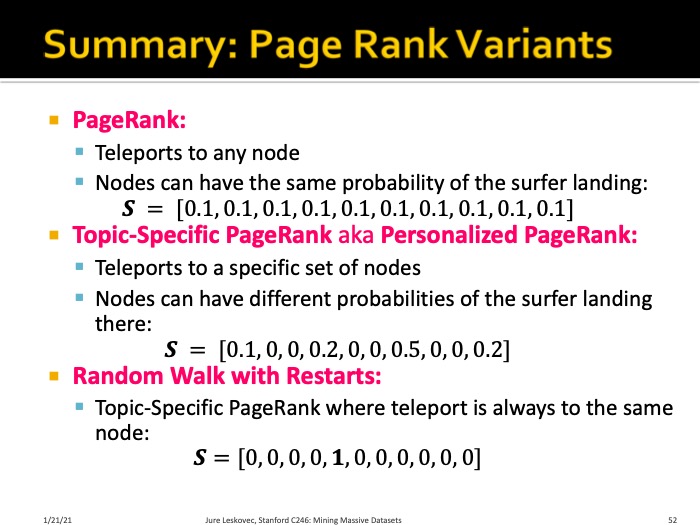 Summary: Page Rank Variants
PageRank:
Teleports to any node
Nodes can have the same probability of the surfer landing:
S = [0.1, 0.1, 0.1, 0.1, 0.1, 0.1, 0.1, 0.1, 0.1, 0.1]
Topic-Specific PageRank aka Personalized PageRank:
Teleports to a specific set of nodes
Nodes can have different probabilities of the surfer landing
there:
S = [0.1, 0, 0, 0.2, 0, 0, 0.5, 0, 0, 0.2]
Random Walk with Restarts:
Topic-Specific PageRank where teleport is always to the same
node:
S = [0, 0, 0, 0, 1, 0, 0, 0, 0, 0, 0]
1/21/21 Jure Leskovec, Stanford C246: Mining Massive Datasets 52